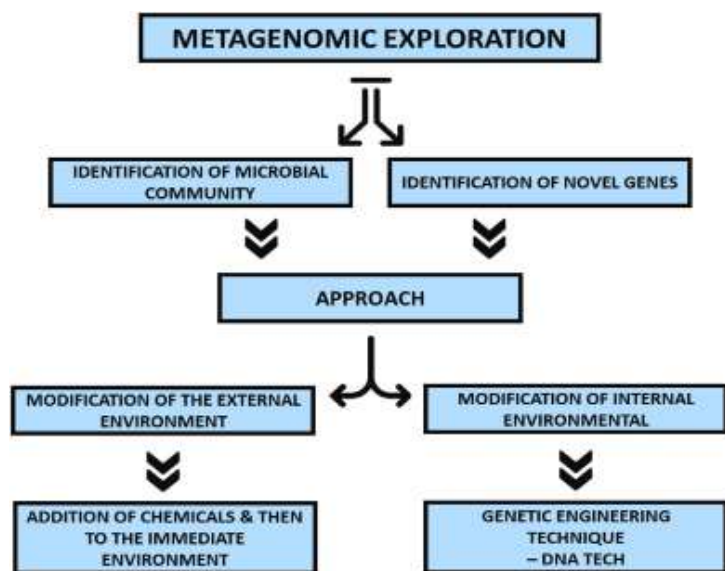 METAGENOMIC EXPLORATION
IDENTIFICATION OF MICROBIAL
COMMUNITY
IDENTIFICATION OF NOVEL GENES
APPROACH
MODIFICATION OF THE EXTERNAL
ENVIRONMENT
MODIFICATION OF INTERNAL
ENVIRONMENTAL
ADDITION OF CHEMICALS & THEN
TO THE IMMEDIATE
ENVIRONMENT
GENETIC ENGINEERING
TECHNIQUE
– DNA TECH